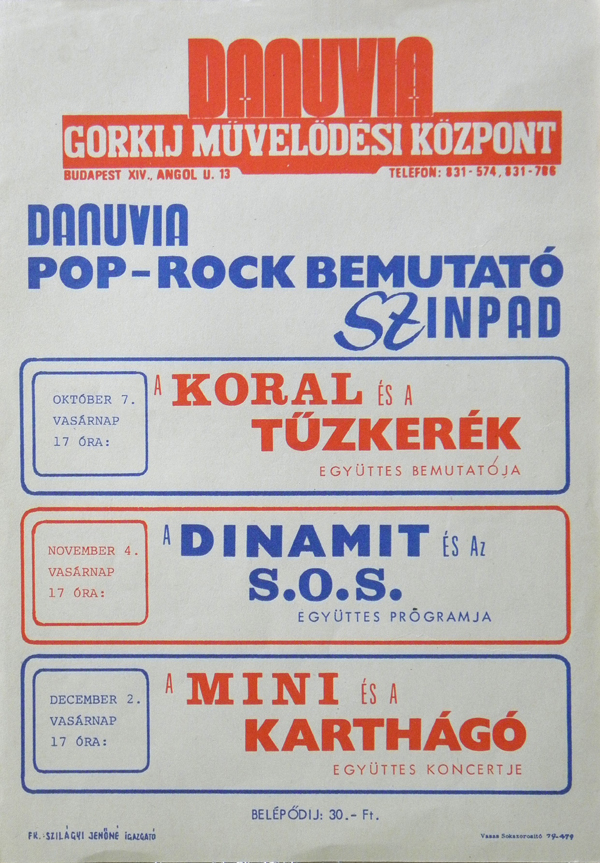 DANUVIA
GORKIJ MŰVELŐDÉSI KÖZPONT
BUDAPEST XIV., ANGOL U. 13 TELEFON: 831-574, 831-786
DANUVIA
POP-ROCK BEMUTATÓ
SZINPAD
OKTÓBER 7.
VASÁRNAP
17 ÓRA:
A KORAL ÉS A
TŰZKERÉK
EGYÜTTES BEMUTATÓJA
NOVEMBER 4.
VASÁRNAP
17 ÓRA:
A DINAMIT ÉS AZ
S.O.S.
EGYÜTTES PROGRAMJA
DECEMBER 2.
VASÁRNAP
17 ÓRA:
A MINI ÉS A
KARTHÁGÓ
EGYÜTTES KONCERTJE
BELÉPŐDIJ: 30.- Ft.
FK.: SZILÁGYI JENŐNÉ IGAZGATÓ
Vasas Sokszorosító 79-479